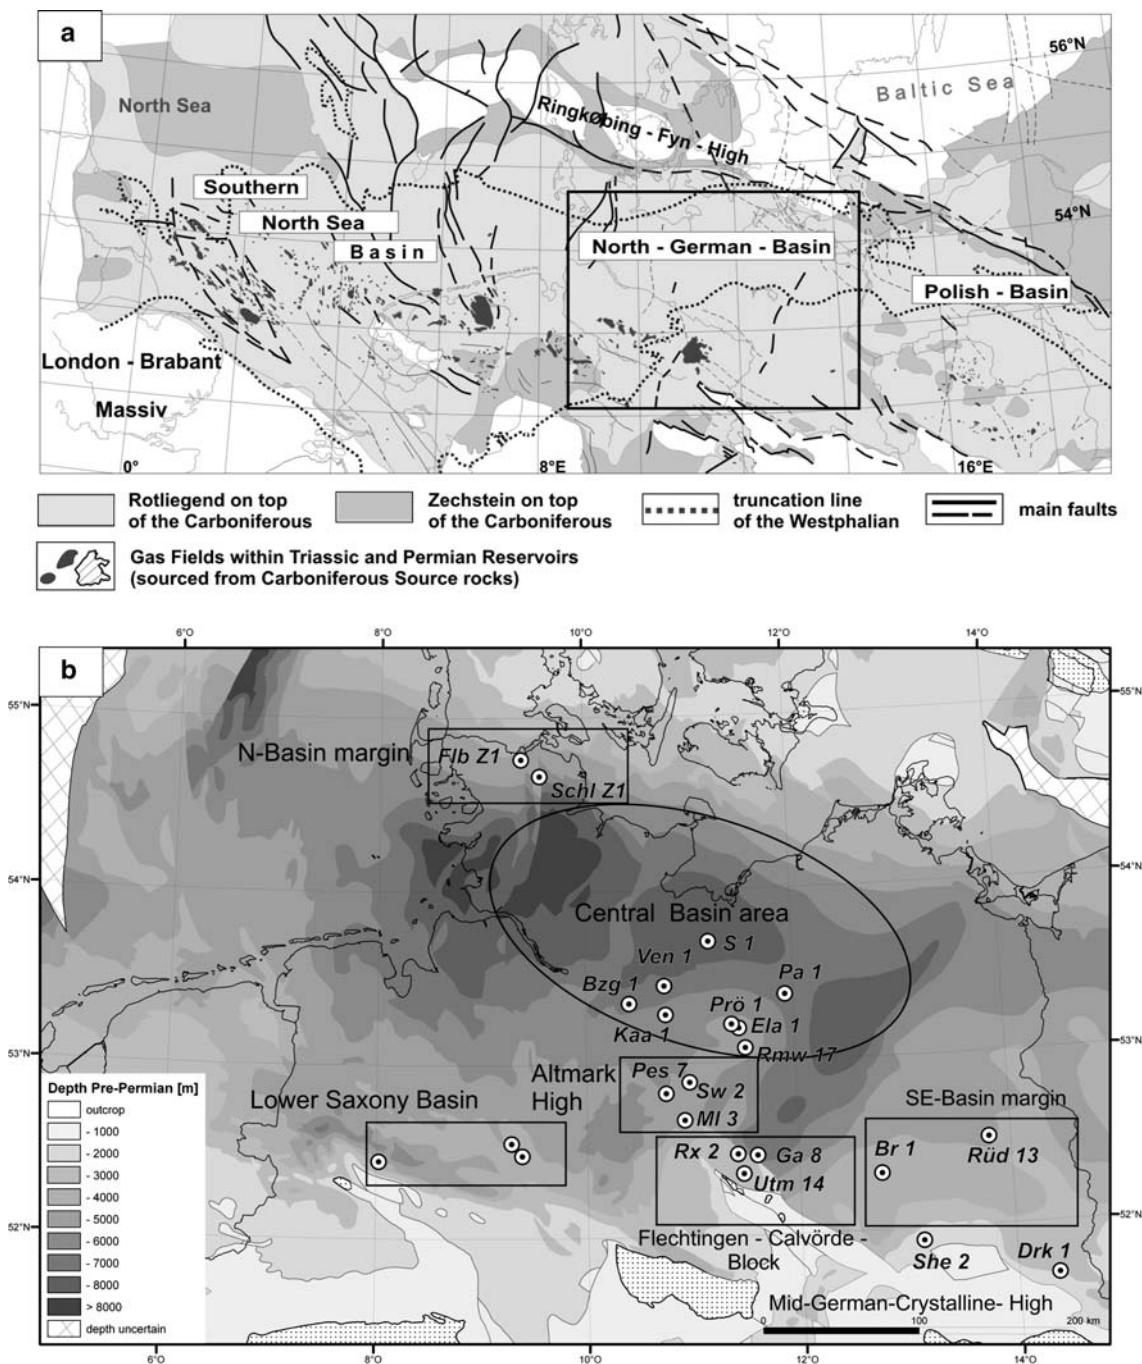 a
56°N
North Sea
Baltic Sea
Ringkøbing - Fyn - High
Southern
North Sea
Basin
54°N
North - German - Basin
Polish - Basin
London - Brabant
Massiv
0°
8°E
16°E
Rotliegend on top
of the Carboniferous
Zechstein on top
of the Carboniferous
truncation line
of the Westphalian
main faults
Gas Fields within Triassic and Permian Reservoirs
(sourced from Carboniferous Source rocks)
b
6°O 8°O 10°O 12°O 14°O
55°N 55°N
N-Basin margin
Flb Z1
Schl Z1
54°N 54°N
Central Basin area
S 1
Ven 1
Pa 1
Bzg 1
Prö 1
Kaa 1
Ela 1
Rmw 17
53°N 53°N
Altmark
High
Pes 7
Sw 2
Ml 3
Lower Saxony Basin
SE-Basin margin
Rx 2
Ga 8
Utm 14
Br 1
Rüd 13
52°N 52°N
Flechtingen - Calvörde -
Block
She 2
Drk 1
Mid-German-Crystalline- High
0 100 200 km
Depth Pre-Permian [m]
outcrop
- 1000
- 2000
- 3000
- 4000
- 5000
- 6000
- 7000
- 8000
> 8000
depth uncertain
6°O 8°O 10°O 12°O 14°O